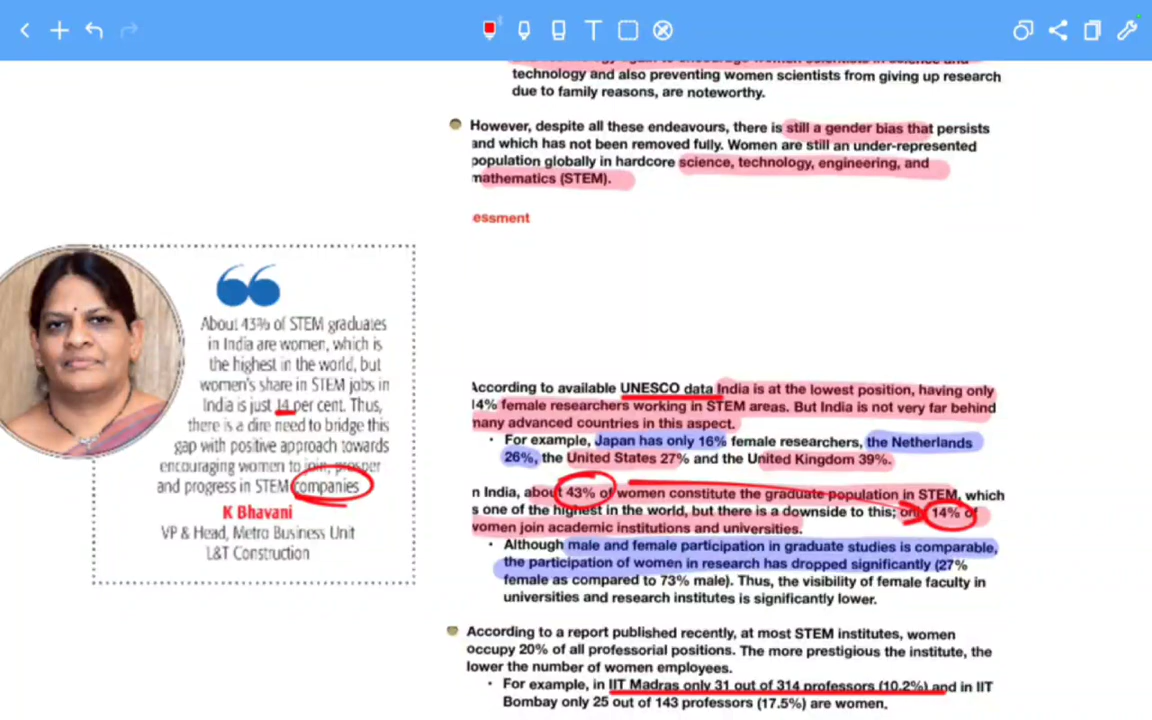 technology and also preventing women scientists from giving up research
due to family reasons, are noteworthy.
However, despite all these endeavours, there is still a gender bias that persists
and which has not been removed fully. Women are still an under-represented
population globally in hardcore science, technology, engineering, and
mathematics (STEM).
essment
About 43% of STEM graduates
in India are women, which is
the highest in the world, but
women's share in STEM jobs in
India is just 14 per cent. Thus,
there is a dire need to bridge this
gap with positive approach towards
encouraging women to join, prosper
and progress in STEM companies
K Bhavani
VP & Head, Metro Business Unit
L&T Construction
According to available UNESCO data India is at the lowest position, having only
14% female researchers working in STEM areas. But India is not very far behind
many advanced countries in this aspect.
• For example, Japan has only 16% female researchers, the Netherlands
26%, the United States 27% and the United Kingdom 39%.
n India, about 43% of women constitute the graduate population in STEM, which
s one of the highest in the world, but there is a downside to this; only 14% of
women join academic institutions and universities.
• Although male and female participation in graduate studies is comparable,
the participation of women in research has dropped significantly (27%
female as compared to 73% male). Thus, the visibility of female faculty in
universities and research institutes is significantly lower.
According to a report published recently, at most STEM institutes, women
occupy 20% of all professorial positions. The more prestigious the institute, the
lower the number of women employees.
• For example, in IIT Madras only 31 out of 314 professors (10.2%) and in IIT
Bombay only 25 out of 143 professors (17.5%) are women.